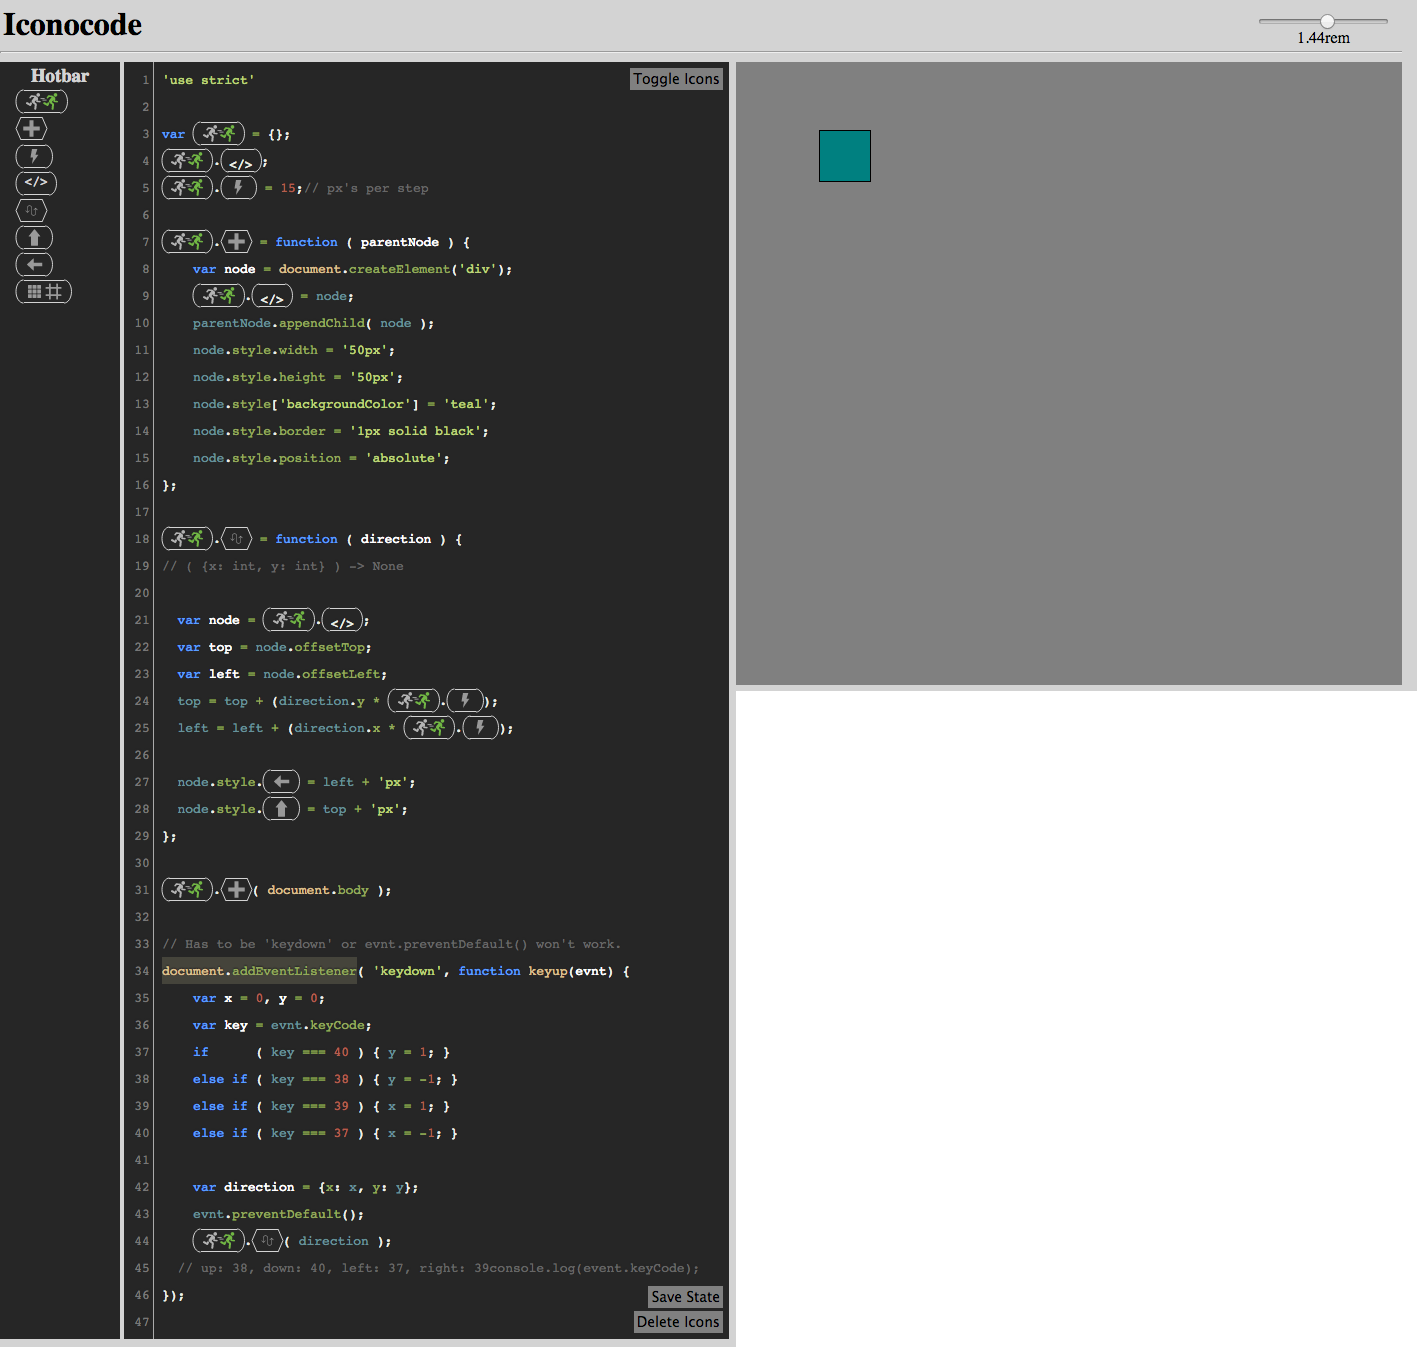 Iconocode
1.44rem
Hotbar
</>
Toggle Icons
1 'use strict'
2
3 var = {};
4 .</>;
5 . = 15;// px's per step
6
7 . = function ( parentNode ) {
8 var node = document.createElement('div');
9 .</> = node;
10 parentNode.appendChild( node );
11 node.style.width = '50px';
12 node.style.height = '50px';
13 node.style['backgroundColor'] = 'teal';
14 node.style.border = '1px solid black';
15 node.style.position = 'absolute';
16 };
17
18 . = function ( direction ) {
19 // ( {x: int, y: int} ) -> None
20
21 var node = .</>;
22 var top = node.offsetTop;
23 var left = node.offsetLeft;
24 top = top + (direction.y * .);
25 left = left + (direction.x * .);
26
27 node.style. = left + 'px';
28 node.style. = top + 'px';
29 };
30
31 .( document.body );
32
33 // Has to be 'keydown' or evnt.preventDefault() won't work.
34 document.addEventListener( 'keydown', function keyup(evnt) {
35 var x = 0, y = 0;
36 var key = evnt.keyCode;
37 if ( key === 40 ) { y = 1; }
38 else if ( key === 38 ) { y = -1; }
39 else if ( key === 39 ) { x = 1; }
40 else if ( key === 37 ) { x = -1; }
41
42 var direction = {x: x, y: y};
43 evnt.preventDefault();
44 .( direction );
45 // up: 38, down: 40, left: 37, right: 39console.log(event.keyCode);
46 });
47
Save State
Delete Icons